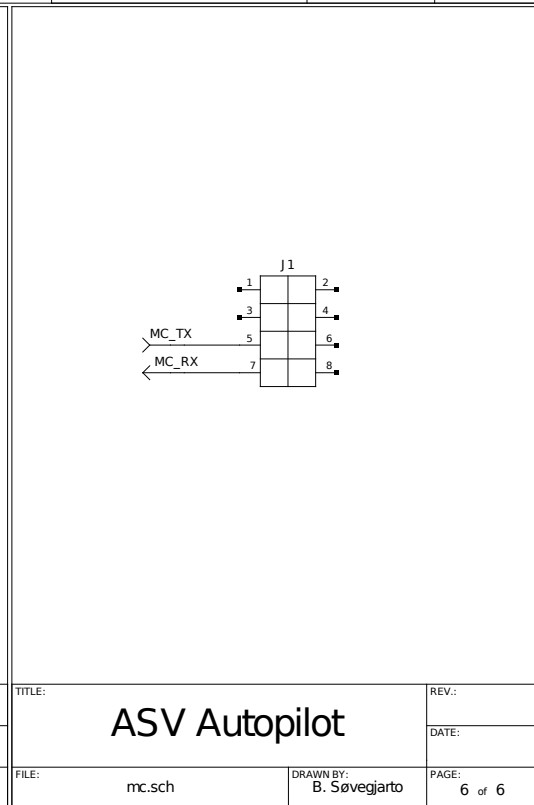 J1
1 2
3 4
MC_TX 5 6
MC_RX 7 8
TITLE: REV.:
ASV Autopilot
DATE:
FILE: DRAWN BY: PAGE:
mc.sch B. Søvegjarto 6 of 6